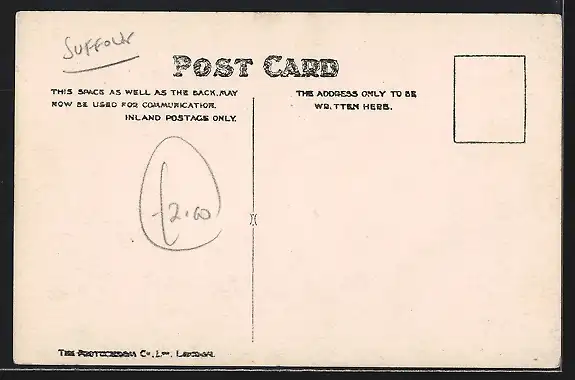 SUFFOLK
POST CARD
THIS SPACE AS WELL AS THE BACK, MAY
NOW BE USED FOR COMMUNICATION.
INLAND POSTAGE ONLY.
THE ADDRESS ONLY TO BE
WRITTEN HERE.
£2.00
THE PHOTOCHROM CO., LTD., LONDON.